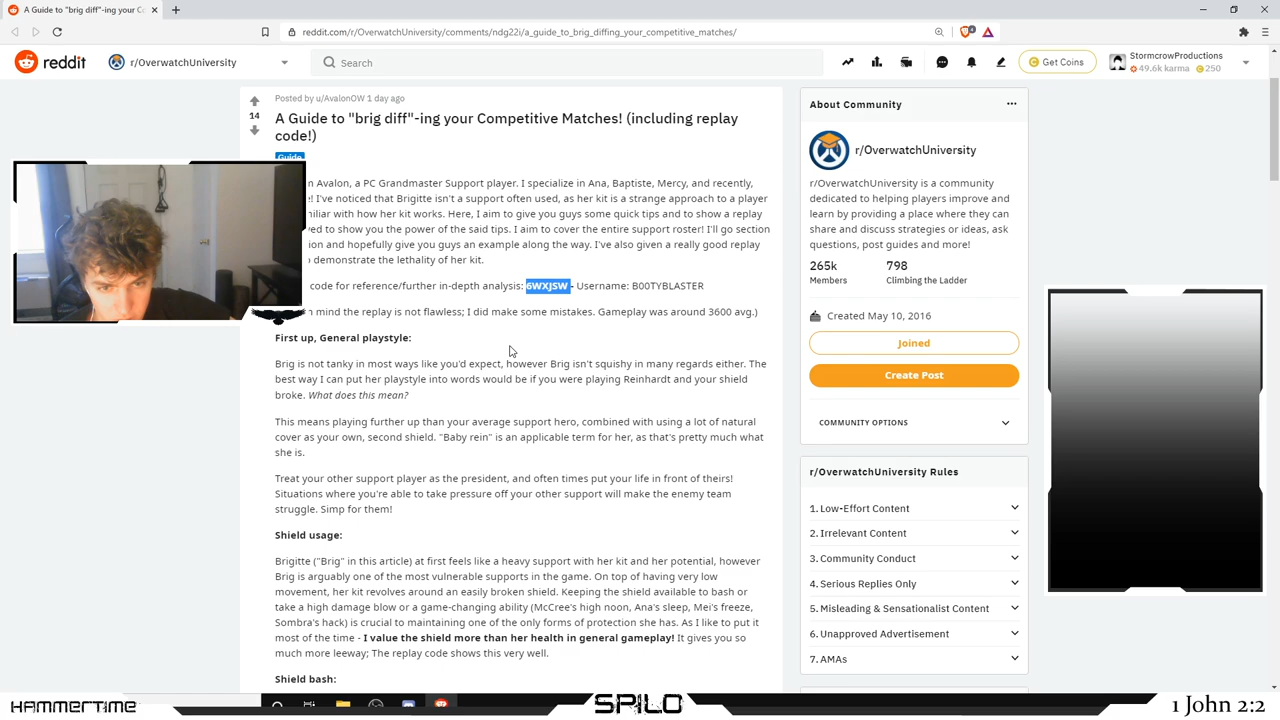 A Guide to "brig diff"-ing your C
reddit.com/r/OverwatchUniversity/comments/ndg22i/a_guide_to_brig_diffing_your_competitive_matches/
reddit
r/OverwatchUniversity
Search
Get Coins
StormcrowProductions
49.6k karma 250
Posted by u/AvalonOW 1 day ago
14
A Guide to "brig diff"-ing your Competitive Matches! (including replay
code!)
Guide
n Avalon, a PC Grandmaster Support player. I specialize in Ana, Baptiste, Mercy, and recently,
e! I've noticed that Brigitte isn't a support often used, as her kit is a strange approach to a player
niliar with how her kit works. Here, I aim to give you guys some quick tips and to show a replay
ved to show you the power of the said tips. I aim to cover the entire support roster! I'll go section
ion and hopefully give you guys an example along the way. I've also given a really good replay
o demonstrate the lethality of her kit.
code for reference/further in-depth analysis: 6WXJSW - Username: B00TYBLASTER
n mind the replay is not flawless; I did make some mistakes. Gameplay was around 3600 avg.)
First up, General playstyle:
Brig is not tanky in most ways like you'd expect, however Brig isn't squishy in many regards either. The
best way I can put her playstyle into words would be if you were playing Reinhardt and your shield
broke. What does this mean?
This means playing further up than your average support hero, combined with using a lot of natural
cover as your own, second shield. "Baby rein" is an applicable term for her, as that's pretty much what
she is.
Treat your other support player as the president, and often times put your life in front of theirs!
Situations where you're able to take pressure off your other support will make the enemy team
struggle. Simp for them!
Shield usage:
Brigitte ("Brig" in this article) at first feels like a heavy support with her kit and her potential, however
Brig is arguably one of the most vulnerable supports in the game. On top of having very low
movement, her kit revolves around an easily broken shield. Keeping the shield available to bash or
take a high damage blow or a game-changing ability (McCree's high noon, Ana's sleep, Mei's freeze,
Sombra's hack) is crucial to maintaining one of the only forms of protection she has. As I like to put it
most of the time - I value the shield more than her health in general gameplay! It gives you so
much more leeway; The replay code shows this very well.
Shield bash:
About Community
r/OverwatchUniversity
r/OverwatchUniversity is a community
dedicated to helping players improve and
learn by providing a place where they can
share and discuss strategies or ideas, ask
questions, post guides and more!
265k 798
Members Climbing the Ladder
Created May 10, 2016
Joined
Create Post
COMMUNITY OPTIONS
r/OverwatchUniversity Rules
1. Low-Effort Content
2. Irrelevant Content
3. Community Conduct
4. Serious Replies Only
5. Misleading & Sensationalist Content
6. Unapproved Advertisement
7. AMAs
HAMMERTIME
SPILO
1 John 2:2